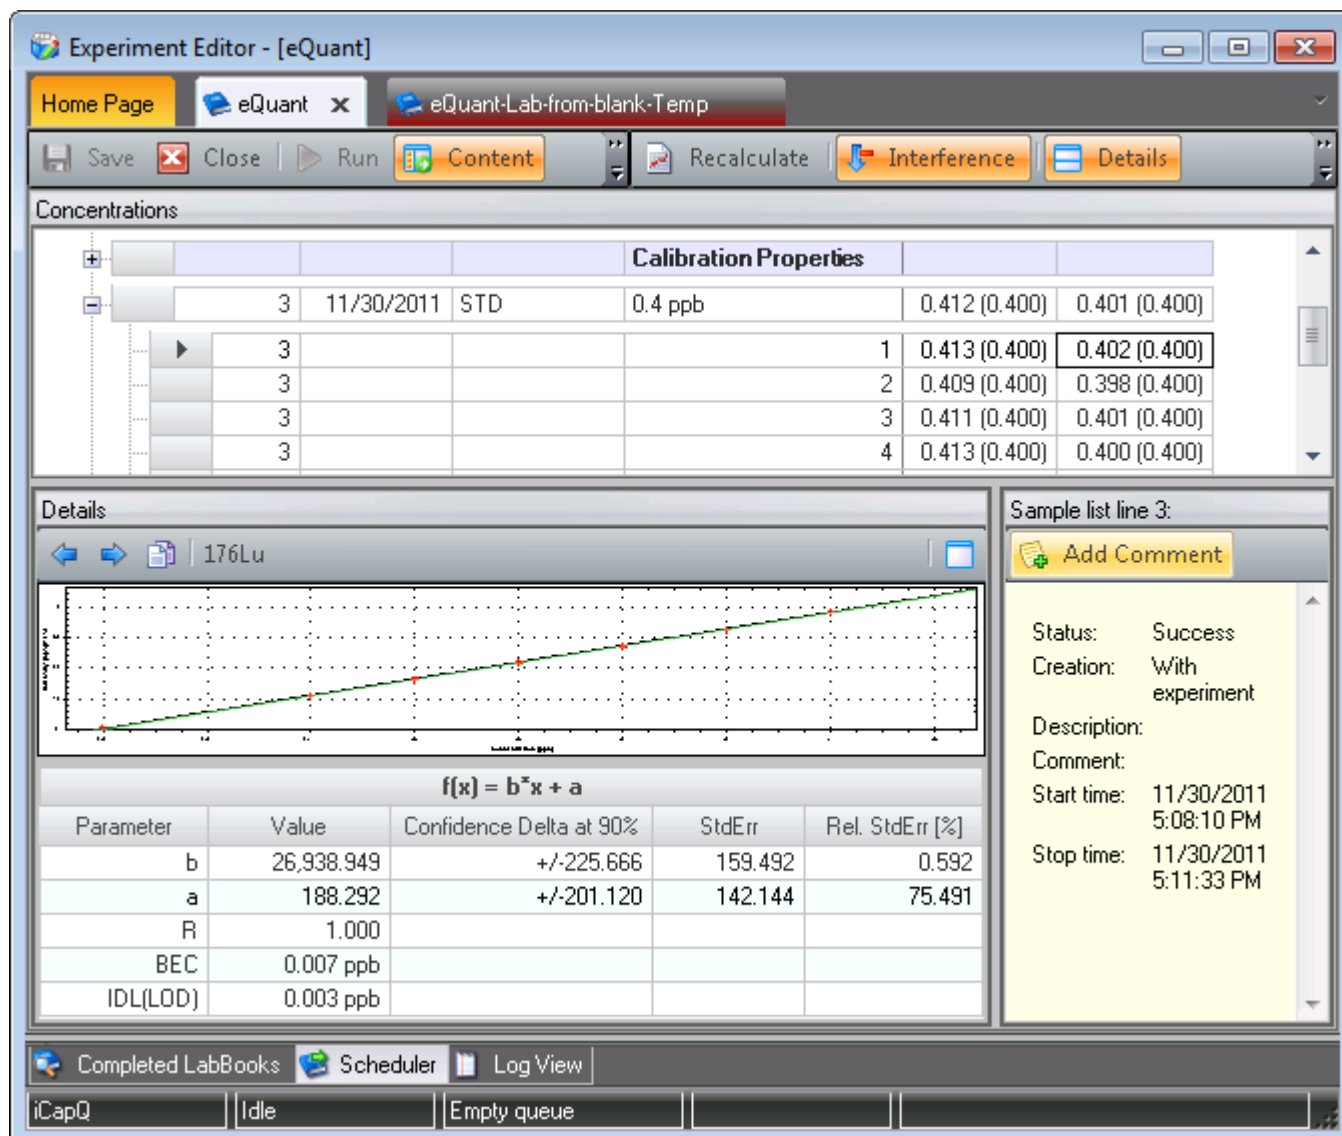 Experiment Editor - [eQuant]
Home Page eQuant x eQuant-Lab-from-blank-Temp
Save Close Run Content Recalculate Interference Details
Concentrations
Calibration Properties
3 11/30/2011 STD 0.4 ppb 0.412 (0.400) 0.401 (0.400)
3 1 0.413 (0.400) 0.402 (0.400)
3 2 0.409 (0.400) 0.398 (0.400)
3 3 0.411 (0.400) 0.401 (0.400)
3 4 0.413 (0.400) 0.400 (0.400)
Details
176Lu
f(x) = b*x + a
Parameter Value Confidence Delta at 90% StdErr Rel. StdErr [%]
b 26,938.949 +/-225.666 159.492 0.592
a 188.292 +/-201.120 142.144 75.491
R 1.000
BEC 0.007 ppb
IDL(LOD) 0.003 ppb
Sample list line 3:
Add Comment
Status: Success
Creation: With
experiment
Description:
Comment:
Start time: 11/30/2011
5:08:10 PM
Stop time: 11/30/2011
5:11:33 PM
Completed LabBooks Scheduler Log View
iCapQ Idle Empty queue